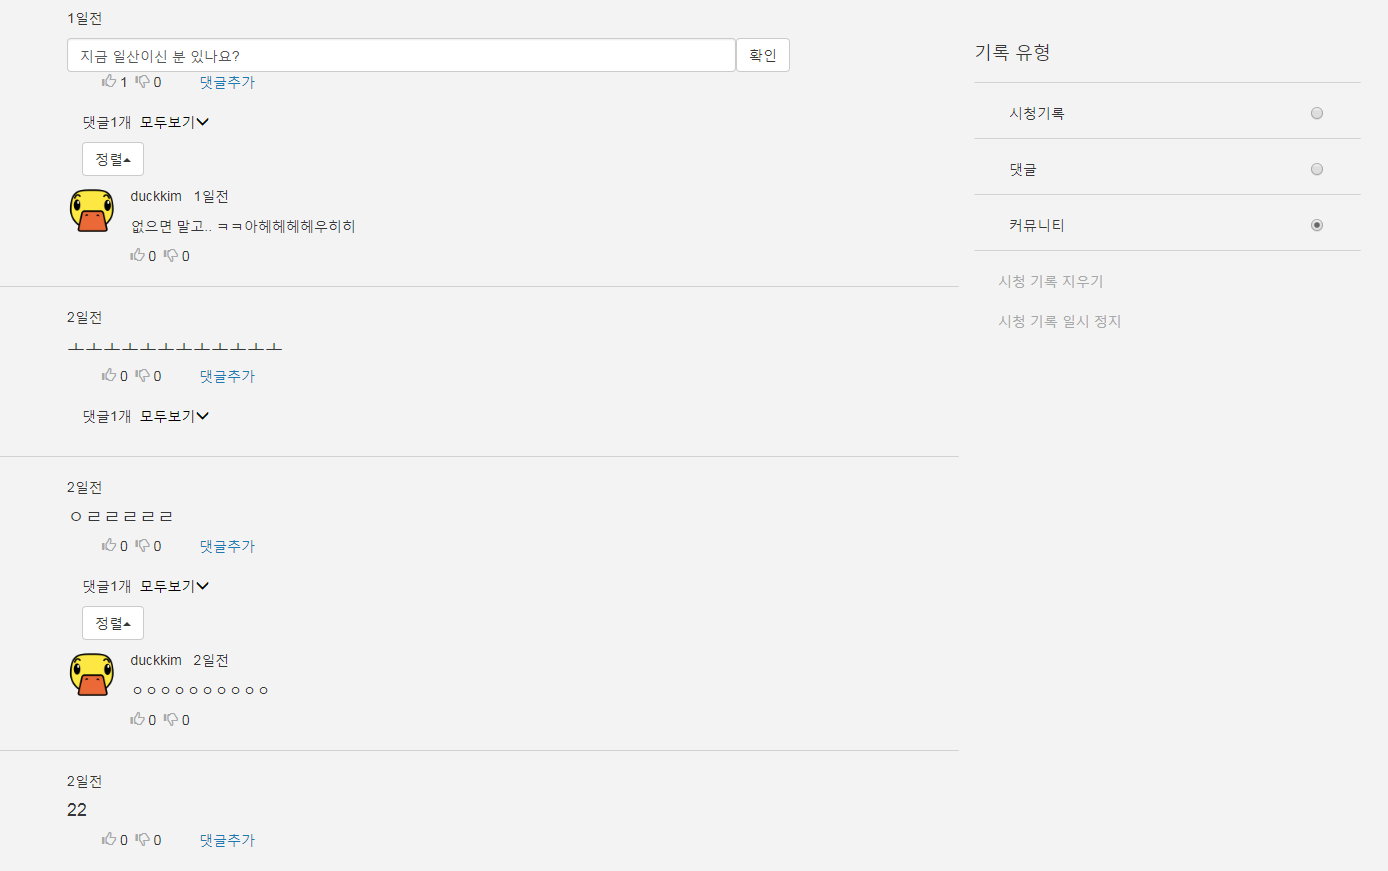 1일전
지금 일산이신 분 있나요?
확인
1 0 댓글추가
댓글1개 모두보기
정렬
duckkim 1일전
없으면 말고.. ㅋㅋ아헤헤헤헤우히히
0 0
2일전
ㅗㅗㅗㅗㅗㅗㅗㅗㅗㅗㅗㅗ
0 0 댓글추가
댓글1개 모두보기
2일전
ㅇㄹㄹㄹㄹㄹ
0 0 댓글추가
댓글1개 모두보기
정렬
duckkim 2일전
ㅇㅇㅇㅇㅇㅇㅇㅇㅇㅇ
0 0
2일전
22
0 0 댓글추가
기록 유형
시청기록
댓글
커뮤니티
시청 기록 지우기
시청 기록 일시 정지